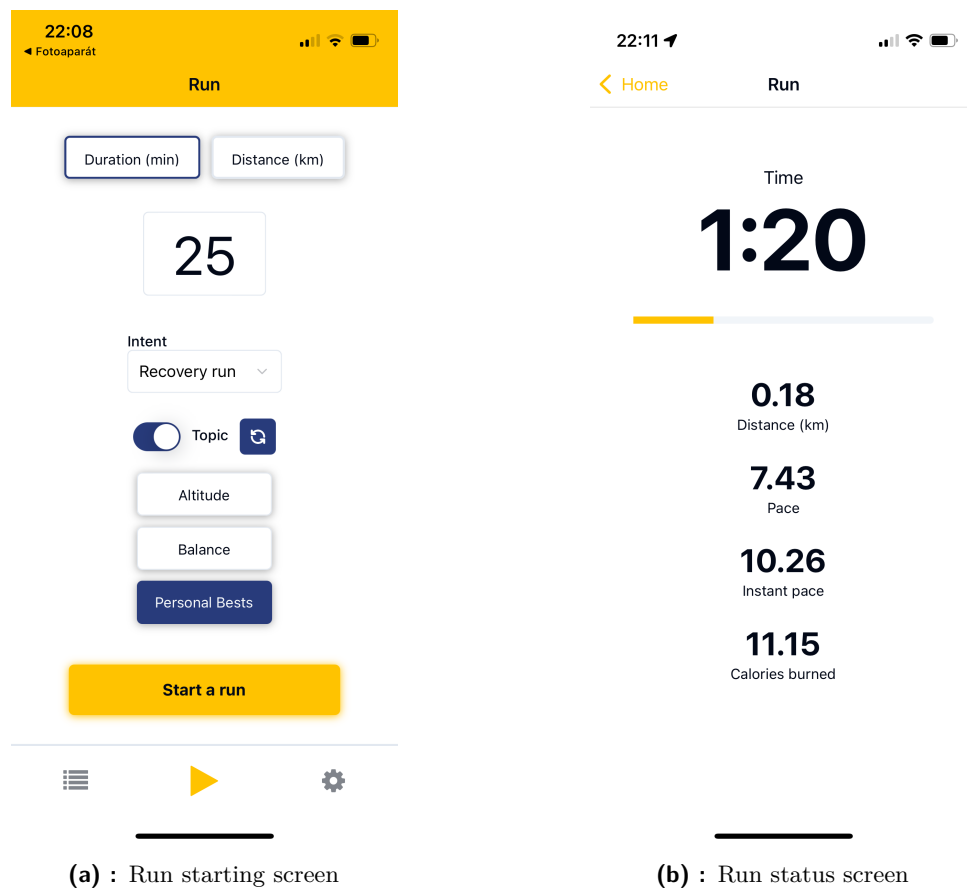 22:08
◀ Fotoaparát
Run
Duration (min) Distance (km)
25
Intent
Recovery run
Topic
Altitude
Balance
Personal Bests
Start a run
(a) : Run starting screen
22:11
Home Run
Time
1:20
0.18
Distance (km)
7.43
Pace
10.26
Instant pace
11.15
Calories burned
(b) : Run status screen